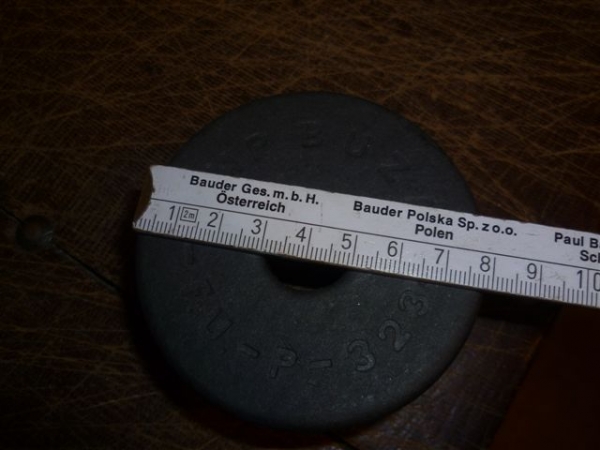 Bauder Ges. m. b. H.
Österreich
Bauder Polska Sp. z o.o.
Polen
Paul
1 2m 2 3 4 5 6 7 8 9 10
U-P-323